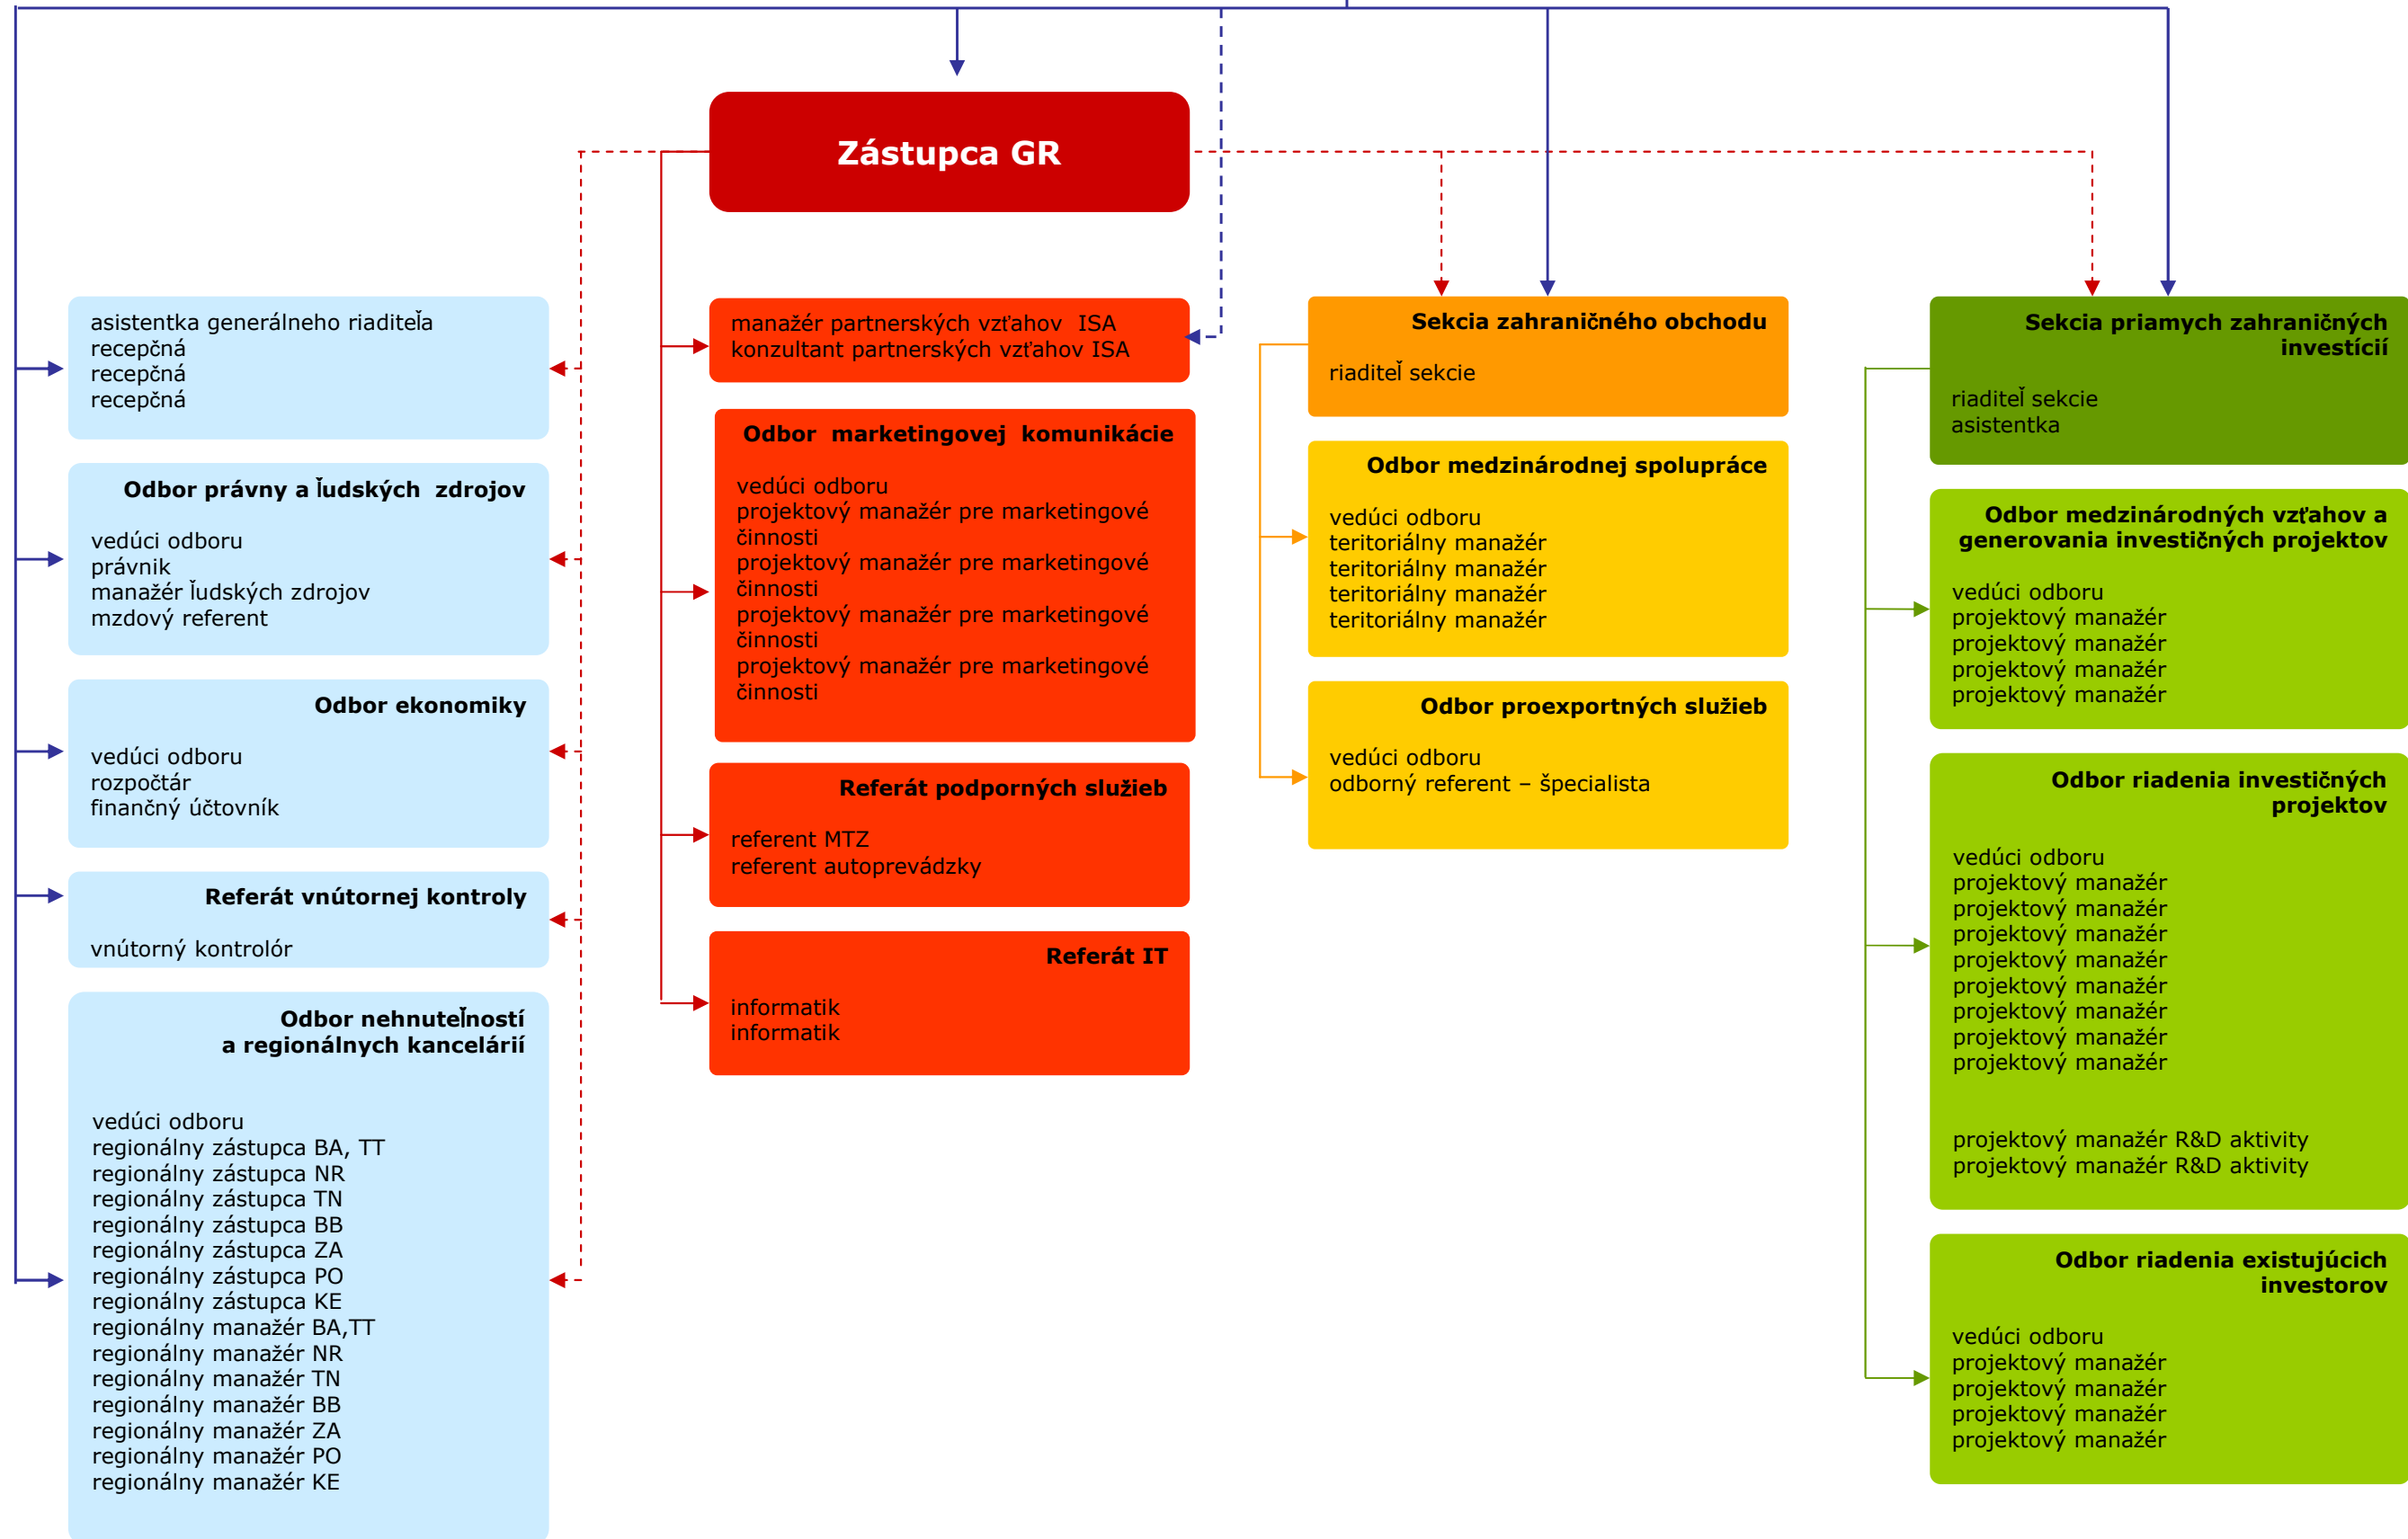 Zástupca GR
asistentka generálneho riaditeľa
recepčná
recepčná
recepčná
Odbor právny a ľudských zdrojov
vedúci odboru
právnik
manažér ľudských zdrojov
mzdový referent
Odbor ekonomiky
vedúci odboru
rozpočtár
finančný účtovník
Referát vnútornej kontroly
vnútorný kontrolór
Odbor nehnuteľností
a regionálnych kancelárií
vedúci odboru
regionálny zástupca BA, TT
regionálny zástupca NR
regionálny zástupca TN
regionálny zástupca BB
regionálny zástupca ZA
regionálny zástupca PO
regionálny zástupca KE
regionálny manažér BA,TT
regionálny manažér NR
regionálny manažér TN
regionálny manažér BB
regionálny manažér ZA
regionálny manažér PO
regionálny manažér KE
manažér partnerských vzťahov ISA
konzultant partnerských vzťahov ISA
Odbor marketingovej komunikácie
vedúci odboru
projektový manažér pre marketingové
činnosti
projektový manažér pre marketingové
činnosti
projektový manažér pre marketingové
činnosti
projektový manažér pre marketingové
činnosti
Referát podporných služieb
referent MTZ
referent autoprevádzky
Referát IT
informatik
informatik
Sekcia zahraničného obchodu
riaditeľ sekcie
Odbor medzinárodnej spolupráce
vedúci odboru
teritoriálny manažér
teritoriálny manažér
teritoriálny manažér
teritoriálny manažér
Odbor proexportných služieb
vedúci odboru
odborný referent – špecialista
Sekcia priamych zahraničných
investícií
riaditeľ sekcie
asistentka
Odbor medzinárodných vzťahov a
generovania investičných projektov
vedúci odboru
projektový manažér
projektový manažér
projektový manažér
projektový manažér
Odbor riadenia investičných
projektov
vedúci odboru
projektový manažér
projektový manažér
projektový manažér
projektový manažér
projektový manažér
projektový manažér
projektový manažér
projektový manažér
projektový manažér R&D aktivity
projektový manažér R&D aktivity
Odbor riadenia existujúcich
investorov
vedúci odboru
projektový manažér
projektový manažér
projektový manažér
projektový manažér